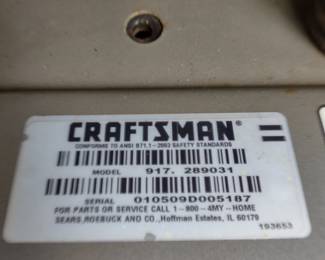 CRAFTSMAN®
CONFORMS TO ANSI B71.1 - 2003 SAFETY STANDARDS
MODEL 917. 289031
SERIAL 010509D005187
FOR PARTS OR SERVICE CALL 1-800-4MY-HOME
SEARS,ROEBUCK AND CO., Hoffman Estates, IL 60179
193653